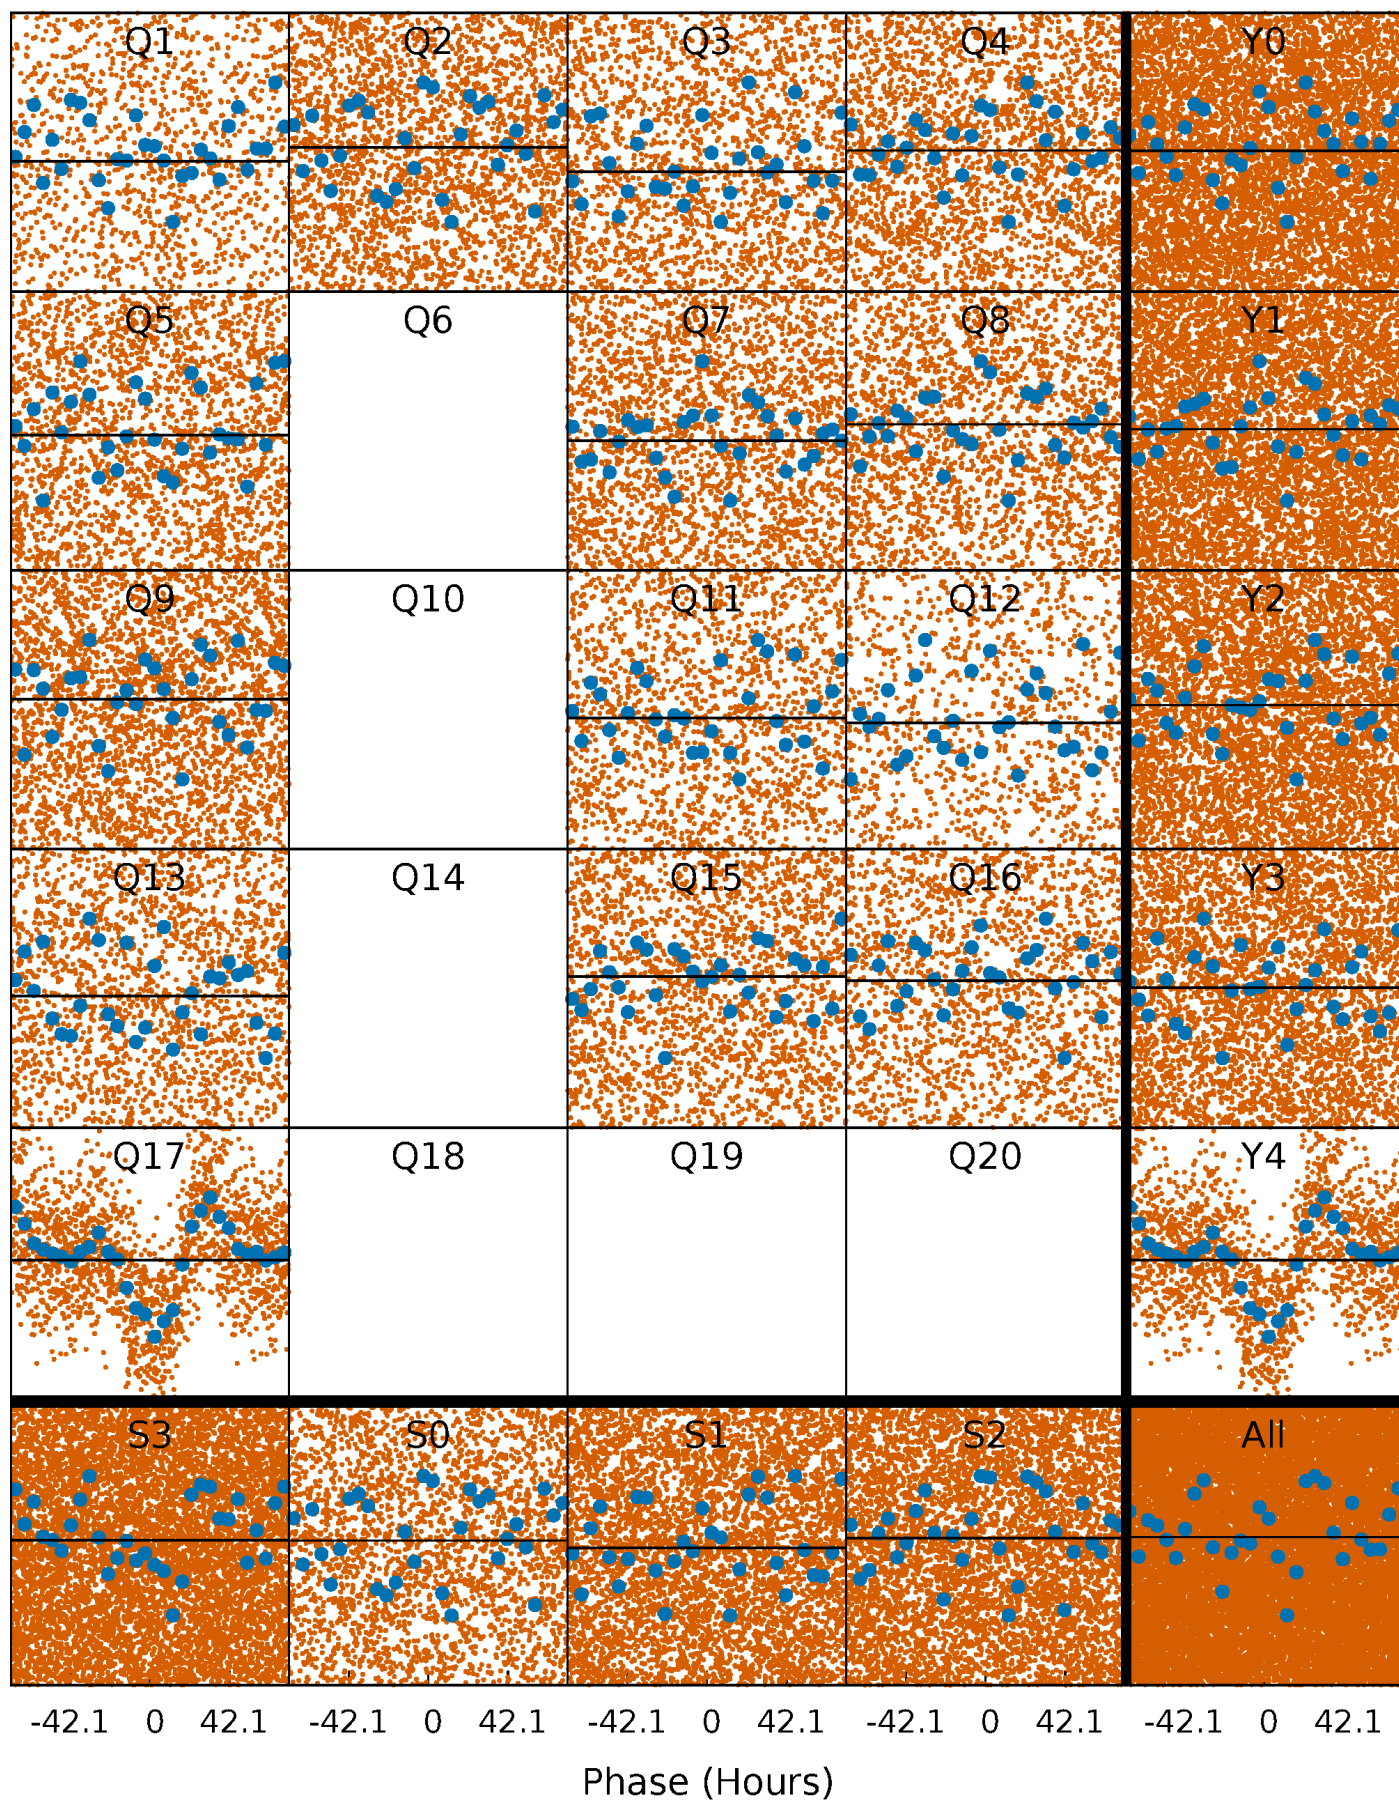 Q1 Q2 Q3 Q4 Y0
Q5 Q6 Q7 Q8 Y1
Q9 Q10 Q11 Q12 Y2
Q13 Q14 Q15 Q16 Y3
Q17 Q18 Q19 Q20 Y4
S3 S0 S1 S2 All
-42.1 0 42.1 -42.1 0 42.1 -42.1 0 42.1 -42.1 0 42.1 -42.1 0 42.1
Phase (Hours)